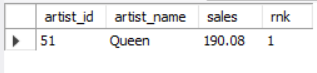 artist_id artist_name sales rnk
51 Queen 190.08 1